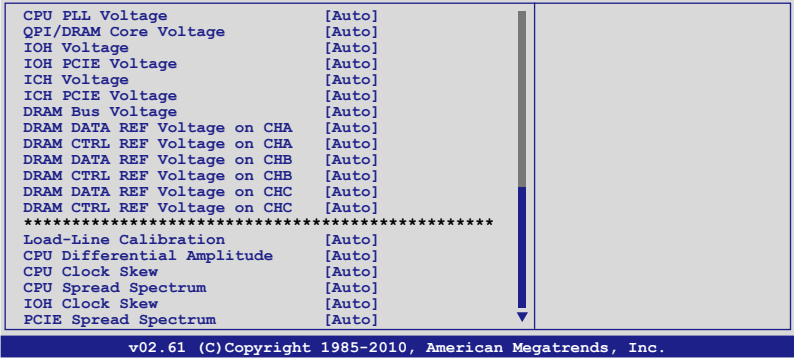 CPU PLL Voltage [Auto]
QPI/DRAM Core Voltage [Auto]
IOH Voltage [Auto]
IOH PCIE Voltage [Auto]
ICH Voltage [Auto]
ICH PCIE Voltage [Auto]
DRAM Bus Voltage [Auto]
DRAM DATA REF Voltage on CHA [Auto]
DRAM CTRL REF Voltage on CHA [Auto]
DRAM DATA REF Voltage on CHB [Auto]
DRAM CTRL REF Voltage on CHB [Auto]
DRAM DATA REF Voltage on CHC [Auto]
DRAM CTRL REF Voltage on CHC [Auto]
*************************************************
Load-Line Calibration [Auto]
CPU Differential Amplitude [Auto]
CPU Clock Skew [Auto]
CPU Spread Spectrum [Auto]
IOH Clock Skew [Auto]
PCIE Spread Spectrum [Auto]
v02.61 (C)Copyright 1985-2010, American Megatrends, Inc.